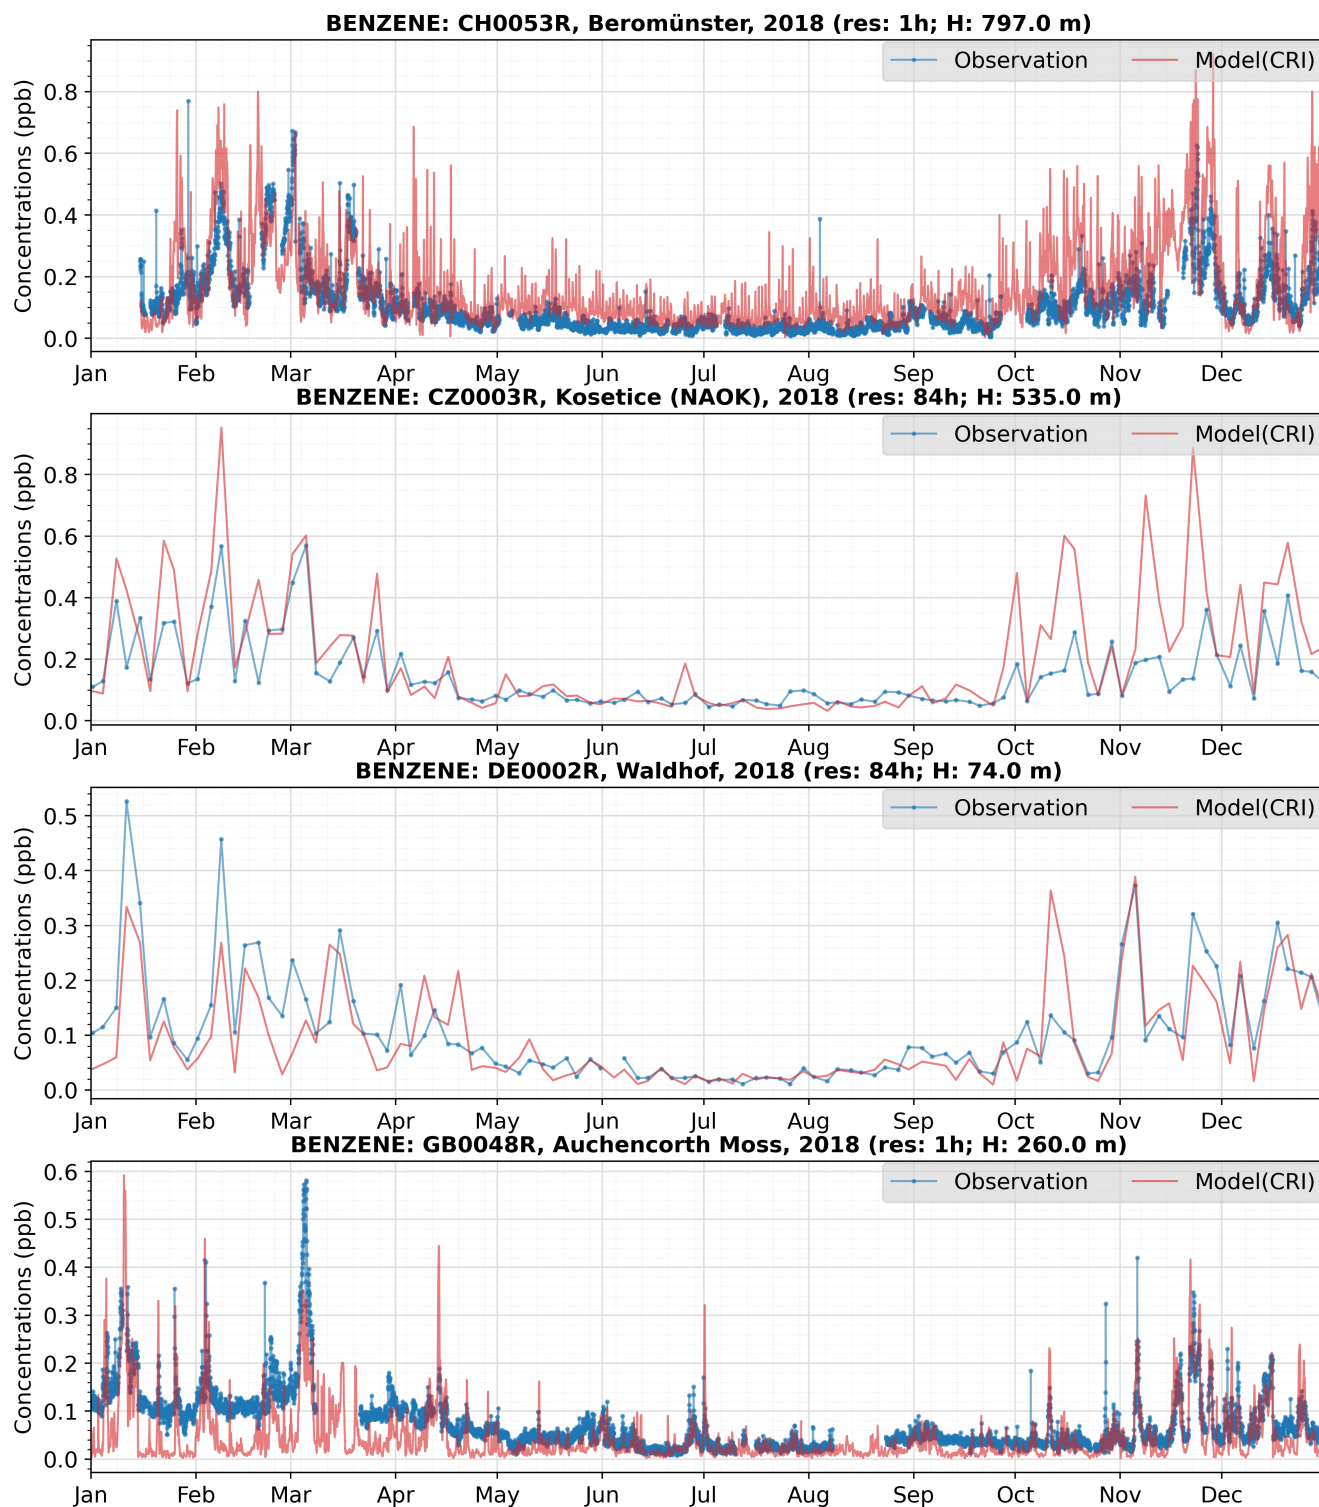 BENZENE: CH0053R, Beromünster, 2018 (res: 1h; H: 797.0 m)
Observation Model(CRI)
Concentrations (ppb)
0.8
0.6
0.4
0.2
0.0
Jan Feb Mar Apr May Jun Jul Aug Sep Oct Nov Dec
BENZENE: CZ0003R, Kosetice (NAOK), 2018 (res: 84h; H: 535.0 m)
Observation Model(CRI)
Concentrations (ppb)
0.8
0.6
0.4
0.2
0.0
Jan Feb Mar Apr May Jun Jul Aug Sep Oct Nov Dec
BENZENE: DE0002R, Waldhof, 2018 (res: 84h; H: 74.0 m)
Observation Model(CRI)
Concentrations (ppb)
0.5
0.4
0.3
0.2
0.1
0.0
Jan Feb Mar Apr May Jun Jul Aug Sep Oct Nov Dec
BENZENE: GB0048R, Auchencorth Moss, 2018 (res: 1h; H: 260.0 m)
Observation Model(CRI)
Concentrations (ppb)
0.6
0.5
0.4
0.3
0.2
0.1
0.0
Jan Feb Mar Apr May Jun Jul Aug Sep Oct Nov Dec